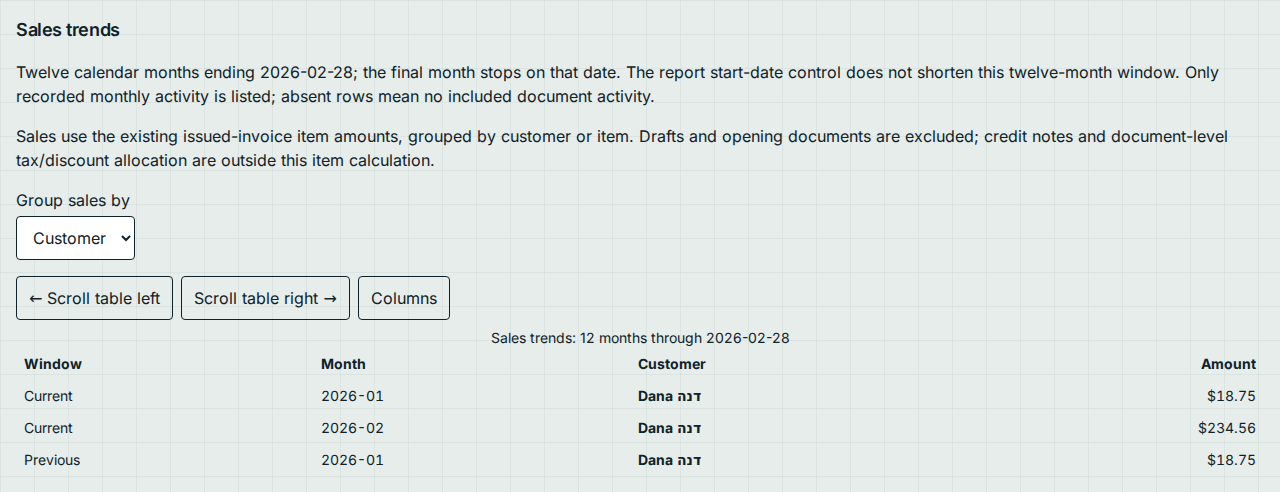 Sales trends
Twelve calendar months ending 2026-02-28; the final month stops on that date. The report start-date control does not shorten this twelve-month window. Only
recorded monthly activity is listed; absent rows mean no included document activity.
Sales use the existing issued-invoice item amounts, grouped by customer or item. Drafts and opening documents are excluded; credit notes and document-level
tax/discount allocation are outside this item calculation.
Group sales by
Customer
← Scroll table left Scroll table right → Columns
Sales trends: 12 months through 2026-02-28
Window Month Customer Amount
Current 2026-01 Dana דנה $18.75
Current 2026-02 Dana דנה $234.56
Previous 2026-01 Dana דנה $18.75